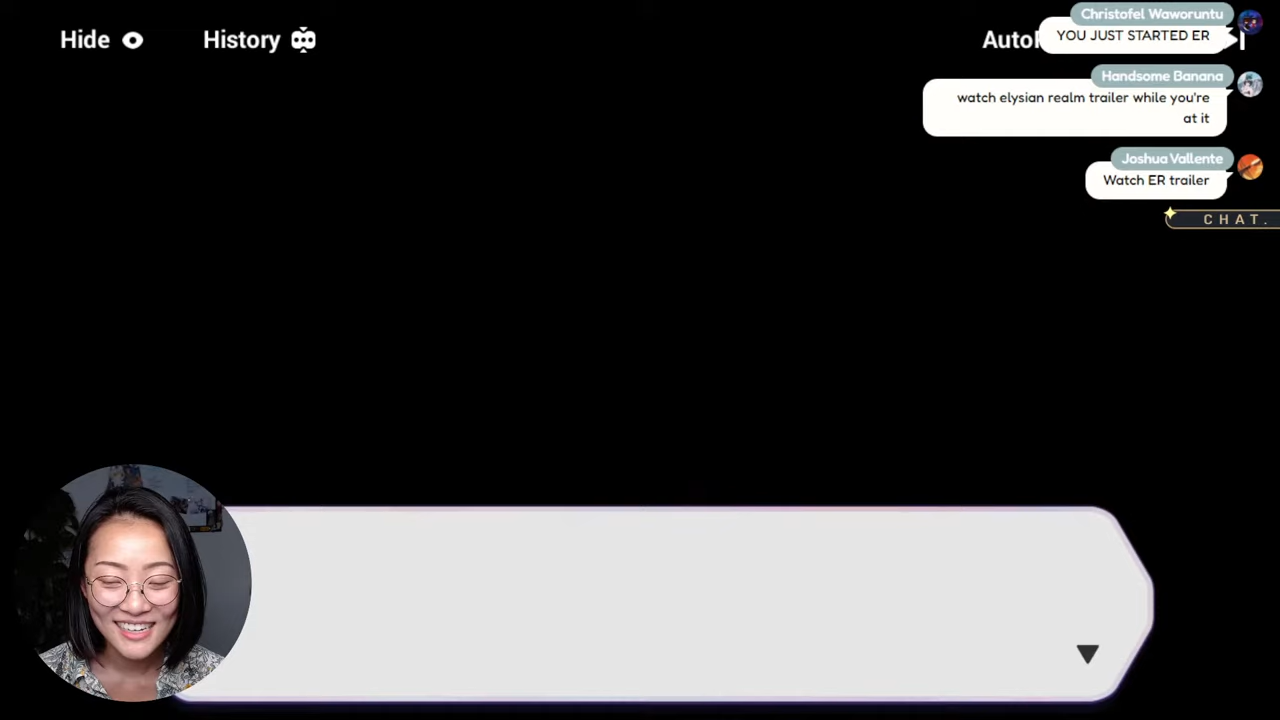 Hide
History
Auto
Christofel Waworuntu
YOU JUST STARTED ER
Handsome Banana
watch elysian realm trailer while you're
at it
Joshua Vallente
Watch ER trailer
CHAT.